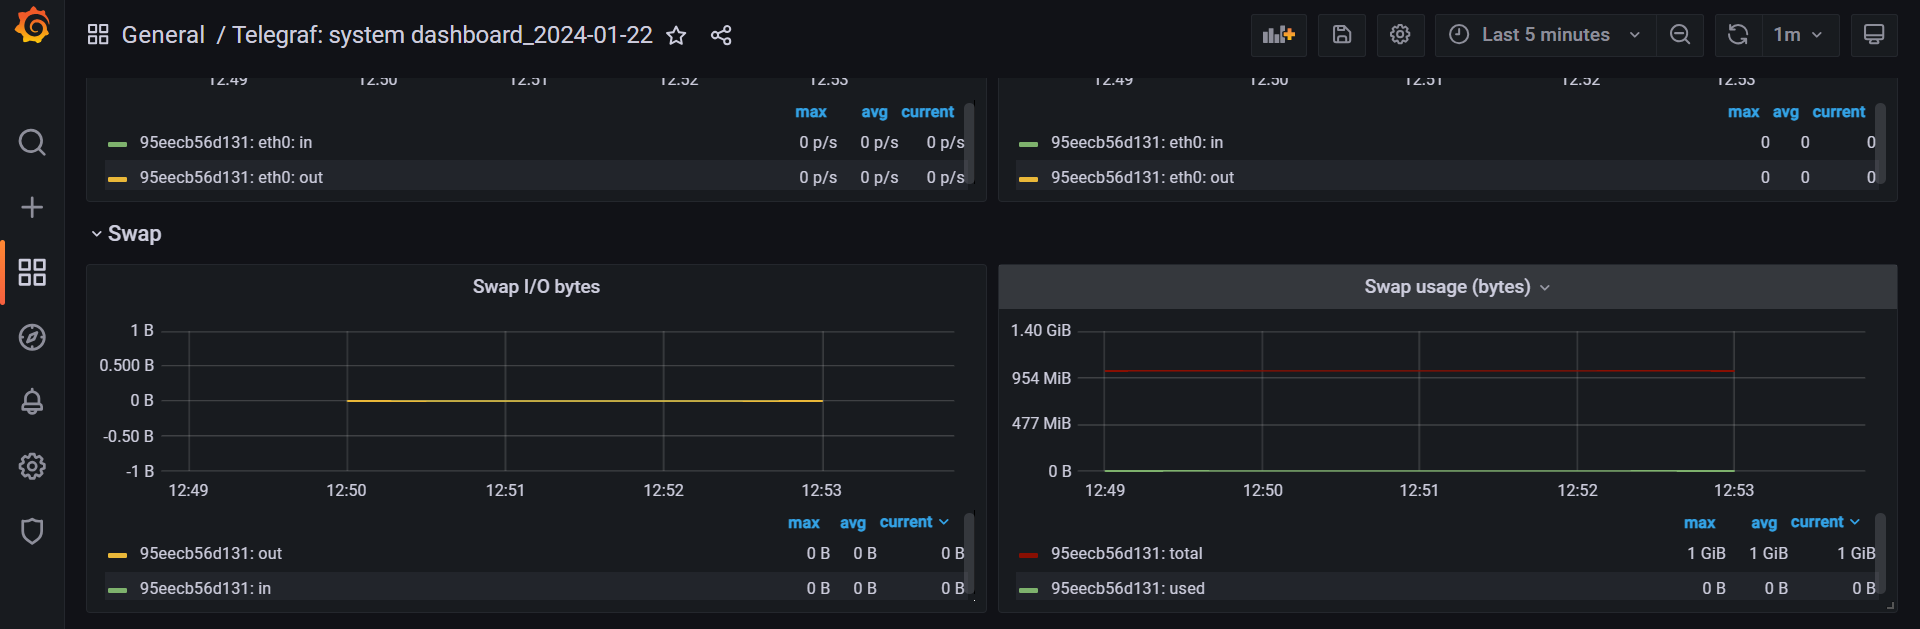 General / Telegraf: system dashboard_2024-01-22
Last 5 minutes
1m
12:49 12:50 12:51 12:52 12:53
max avg current
95eecb56d131: eth0: in 0 p/s 0 p/s 0 p/s
95eecb56d131: eth0: out 0 p/s 0 p/s 0 p/s
12:49 12:50 12:51 12:52 12:53
max avg current
95eecb56d131: eth0: in 0 0 0
95eecb56d131: eth0: out 0 0 0
Swap
Swap I/O bytes
1 B
0.500 B
0 B
-0.50 B
-1 B
12:49 12:50 12:51 12:52 12:53
max avg current
95eecb56d131: out 0 B 0 B 0 B
95eecb56d131: in 0 B 0 B 0 B
Swap usage (bytes)
1.40 GiB
954 MiB
477 MiB
0 B
12:49 12:50 12:51 12:52 12:53
max avg current
95eecb56d131: total 1 GiB 1 GiB 1 GiB
95eecb56d131: used 0 B 0 B 0 B